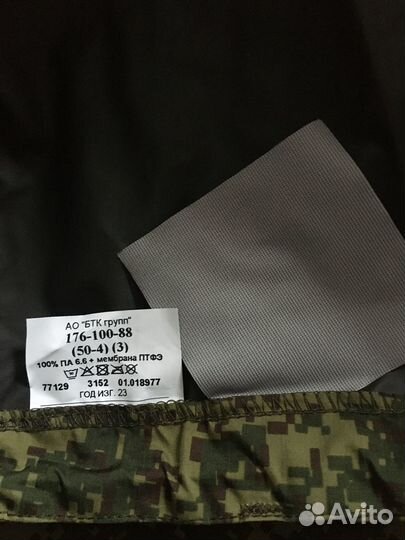 АО "БТК групп"
176-100-88
(50-4) (3)
100% ПА 6.6 + мембрана ПТФЭ
77129 3152 01.018977
ГОД ИЗГ. 23
Avito